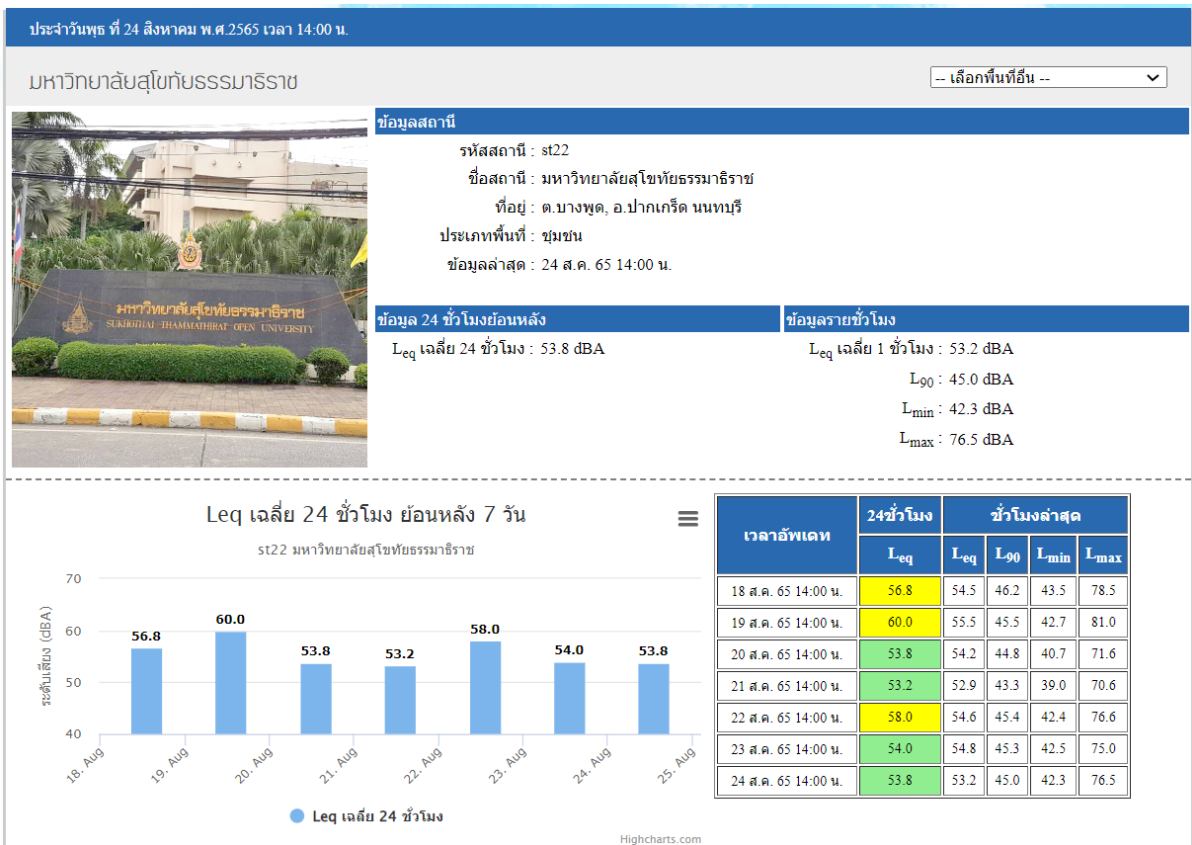 ประจำวันพุธ ที่ 24 สิงหาคม พ.ศ.2565 เวลา 14:00 น.
มหาวิทยาลัยสุโขทัยธรรมาธิราช
-- เลือกพื้นที่อื่น --
มหาวิทยาลัยสุโขทัยธรรมาธิราช
SUKHOTHAI THAMMATHIRAT OPEN UNIVERSITY
ข้อมูลสถานี
รหัสสถานี : st22
ชื่อสถานี : มหาวิทยาลัยสุโขทัยธรรมาธิราช
ที่อยู่ : ต.บางพูด, อ.ปากเกร็ด นนทบุรี
ประเภทพื้นที่ : ชุมชน
ข้อมูลล่าสุด : 24 ส.ค. 65 14:00 น.
ข้อมูล 24 ชั่วโมงย้อนหลัง
Leq เฉลี่ย 24 ชั่วโมง : 53.8 dBA
ข้อมูลรายชั่วโมง
Leq เฉลี่ย 1 ชั่วโมง : 53.2 dBA
L90 : 45.0 dBA
Lmin : 42.3 dBA
Lmax : 76.5 dBA
Leq เฉลี่ย 24 ชั่วโมง ย้อนหลัง 7 วัน
st22 มหาวิทยาลัยสุโขทัยธรรมาธิราช
ระดับเสียง (dBA)
70
60
50
40
56.8 60.0 53.8 53.2 58.0 54.0 53.8
18. Aug 19. Aug 20. Aug 21. Aug 22. Aug 23. Aug 24. Aug 25. Aug
Leq เฉลี่ย 24 ชั่วโมง
Highcharts.com
เวลาอัพเดท 24ชั่วโมง ชั่วโมงล่าสุด
Leq Leq L90 Lmin Lmax
18 ส.ค. 65 14:00 น. 56.8 54.5 46.2 43.5 78.5
19 ส.ค. 65 14:00 น. 60.0 55.5 45.5 42.7 81.0
20 ส.ค. 65 14:00 น. 53.8 54.2 44.8 40.7 71.6
21 ส.ค. 65 14:00 น. 53.2 52.9 43.3 39.0 70.6
22 ส.ค. 65 14:00 น. 58.0 54.6 45.4 42.4 76.6
23 ส.ค. 65 14:00 น. 54.0 54.8 45.3 42.5 75.0
24 ส.ค. 65 14:00 น. 53.8 53.2 45.0 42.3 76.5